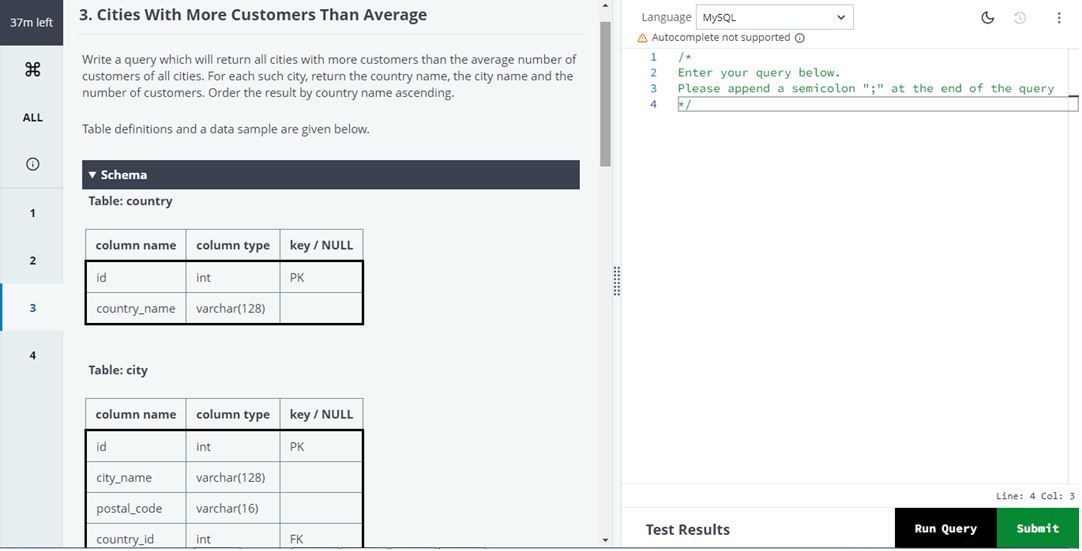 37m left
ALL
1
2
3
4
3. Cities With More Customers Than Average
Write a query which will return all cities with more customers than the average number of
customers of all cities. For each such city, return the country name, the city name and the
number of customers. Order the result by country name ascending.
Table definitions and a data sample are given below.
▼ Schema
Table: country
column name column type key / NULL
id int PK
country_name varchar(128)
Table: city
column name column type key / NULL
id int PK
city_name varchar(128)
postal_code varchar(16)
country_id int FK
Language MySQL
Autocomplete not supported
1 /*
2 Enter your query below.
3 Please append a semicolon ";" at the end of the query
4 */
Line: 4 Col: 3
Test Results
Run Query
Submit